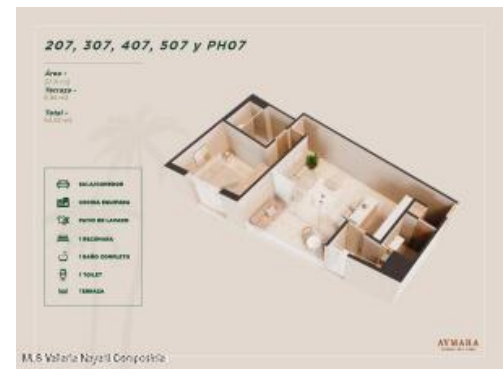 207, 307, 407, 507 y PH07
Área -
Terraza -
Total -
SALA/COMEDOR
COCINA EQUIPADA
PATIO DE LAVADO
1 RECÁMARA
1 BAÑO COMPLETO
1 TOILET
TERRAZA
AYMARA
MLS Vallarta Nayarit Compostela